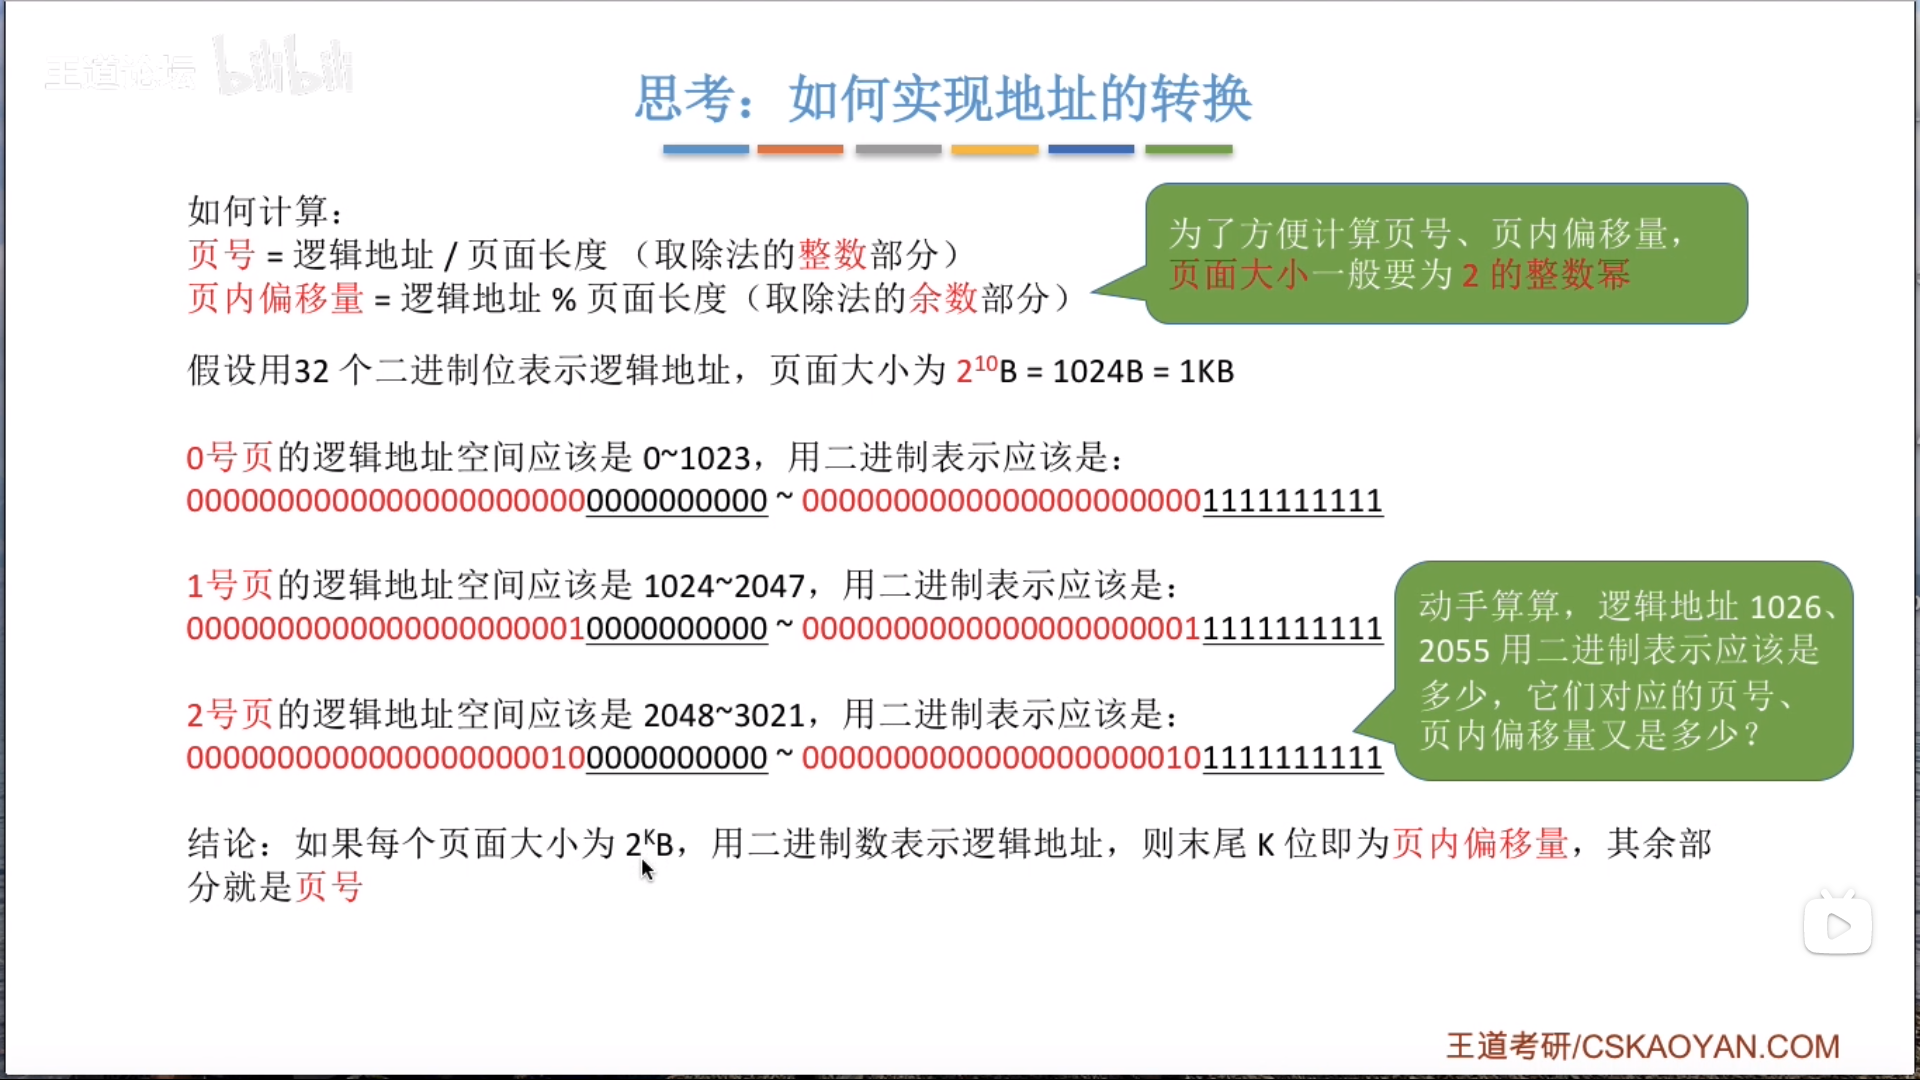 王道论坛 bilibili
思考：如何实现地址的转换
如何计算：
页号 = 逻辑地址 / 页面长度 （取除法的整数部分）
页内偏移量 = 逻辑地址 % 页面长度（取除法的余数部分）
为了方便计算页号、页内偏移量，
页面大小一般要为 2 的整数幂
假设用32 个二进制位表示逻辑地址，页面大小为 2¹⁰B = 1024B = 1KB
0号页的逻辑地址空间应该是 0~1023，用二进制表示应该是：
00000000000000000000000000000000 ~ 00000000000000000000001111111111
1号页的逻辑地址空间应该是 1024~2047，用二进制表示应该是：
00000000000000000000010000000000 ~ 00000000000000000000011111111111
2号页的逻辑地址空间应该是 2048~3021，用二进制表示应该是：
00000000000000000000100000000000 ~ 00000000000000000000101111111111
动手算算，逻辑地址 1026、
2055 用二进制表示应该是
多少，它们对应的页号、
页内偏移量又是多少？
结论：如果每个页面大小为 2ᴷB，用二进制数表示逻辑地址，则末尾 K 位即为页内偏移量，其余部
分就是页号
王道考研/CSKAOYAN.COM